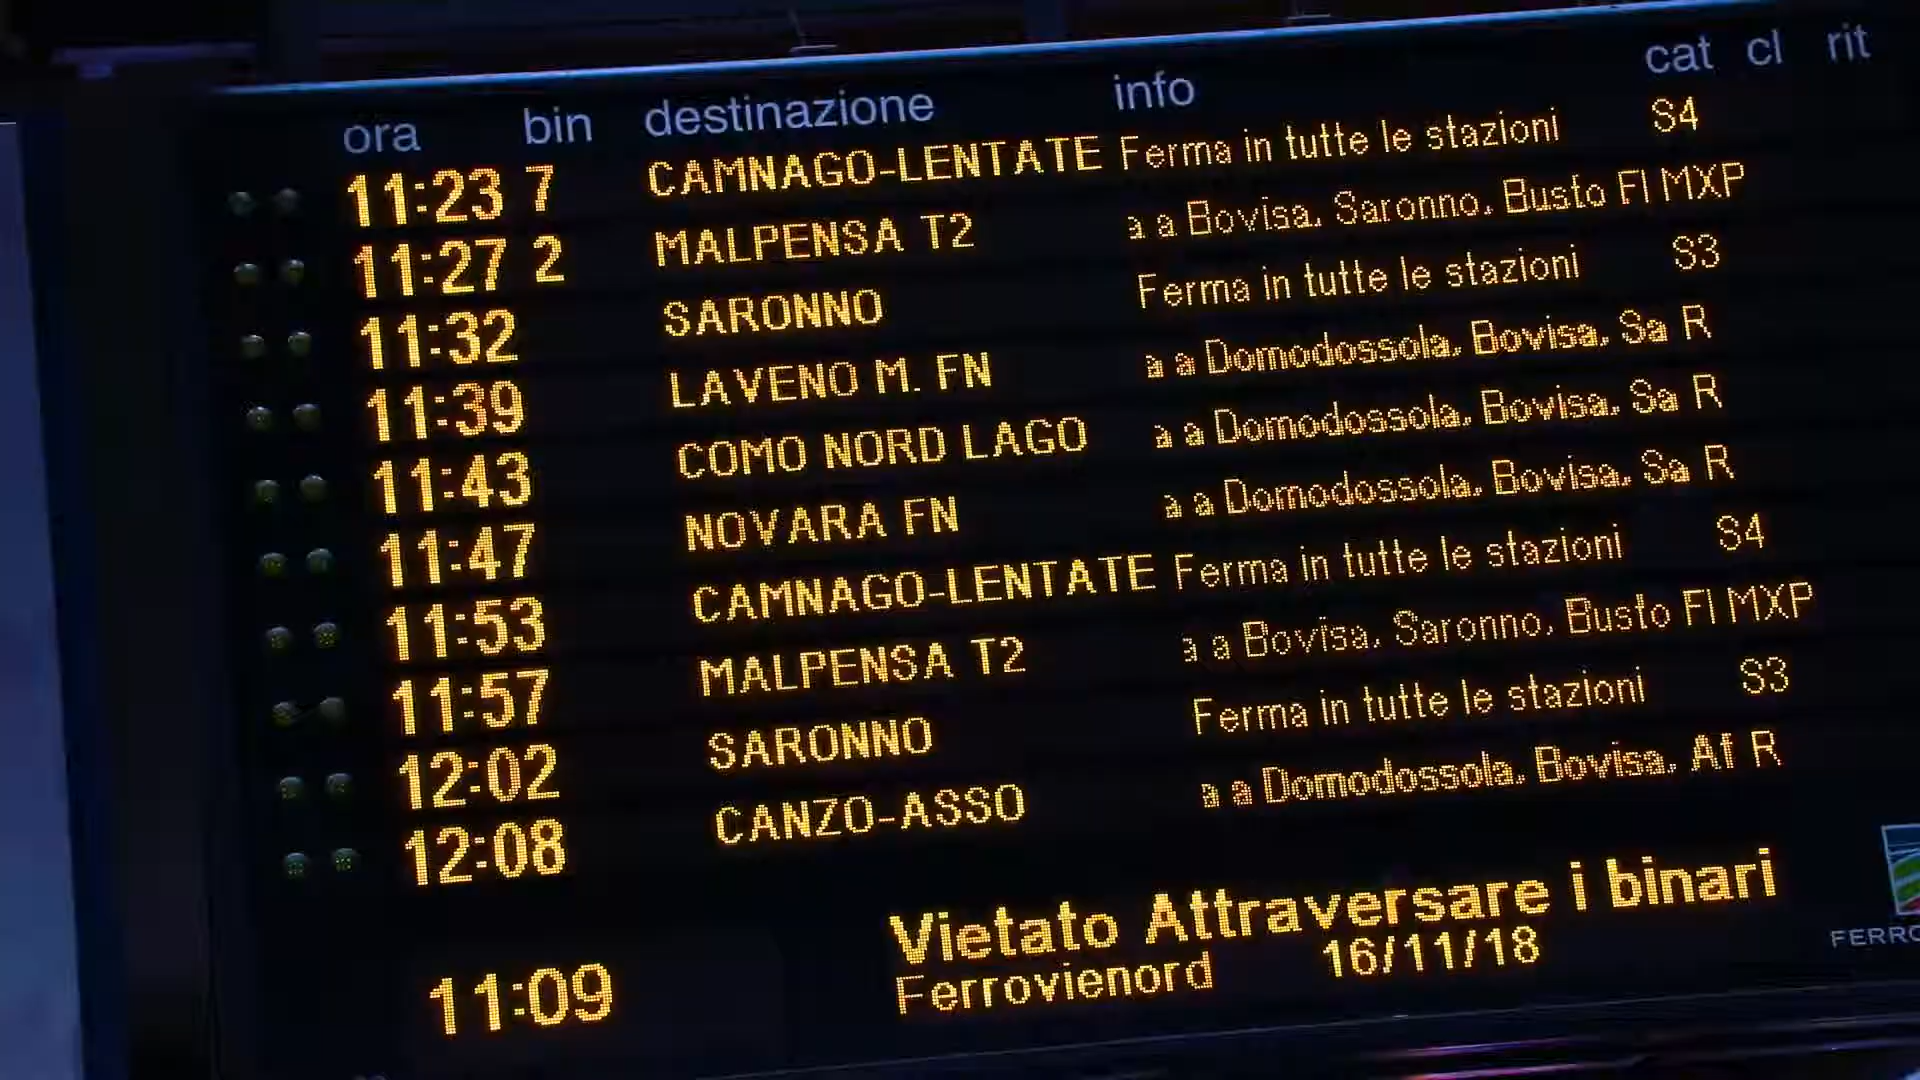 ora bin destinazione info cat cl rit
11:23 7 CAMNAGO-LENTATE Ferma in tutte le stazioni S4
11:27 2 MALPENSA T2 a a Bovisa, Saronno, Busto FI MXP
11:32 SARONNO Ferma in tutte le stazioni S3
11:39 LAVENO M. FN a a Domodossola, Bovisa, Sa R
11:43 COMO NORD LAGO a a Domodossola, Bovisa, Sa R
11:47 NOVARA FN a a Domodossola, Bovisa, Sa R
11:53 CAMNAGO-LENTATE Ferma in tutte le stazioni S4
11:57 MALPENSA T2 a a Bovisa, Saronno, Busto FI MXP
12:02 SARONNO Ferma in tutte le stazioni S3
12:08 CANZO-ASSO a a Domodossola, Bovisa, Af R
Vietato Attraversare i binari
11:09 Ferrovienord 16/11/18